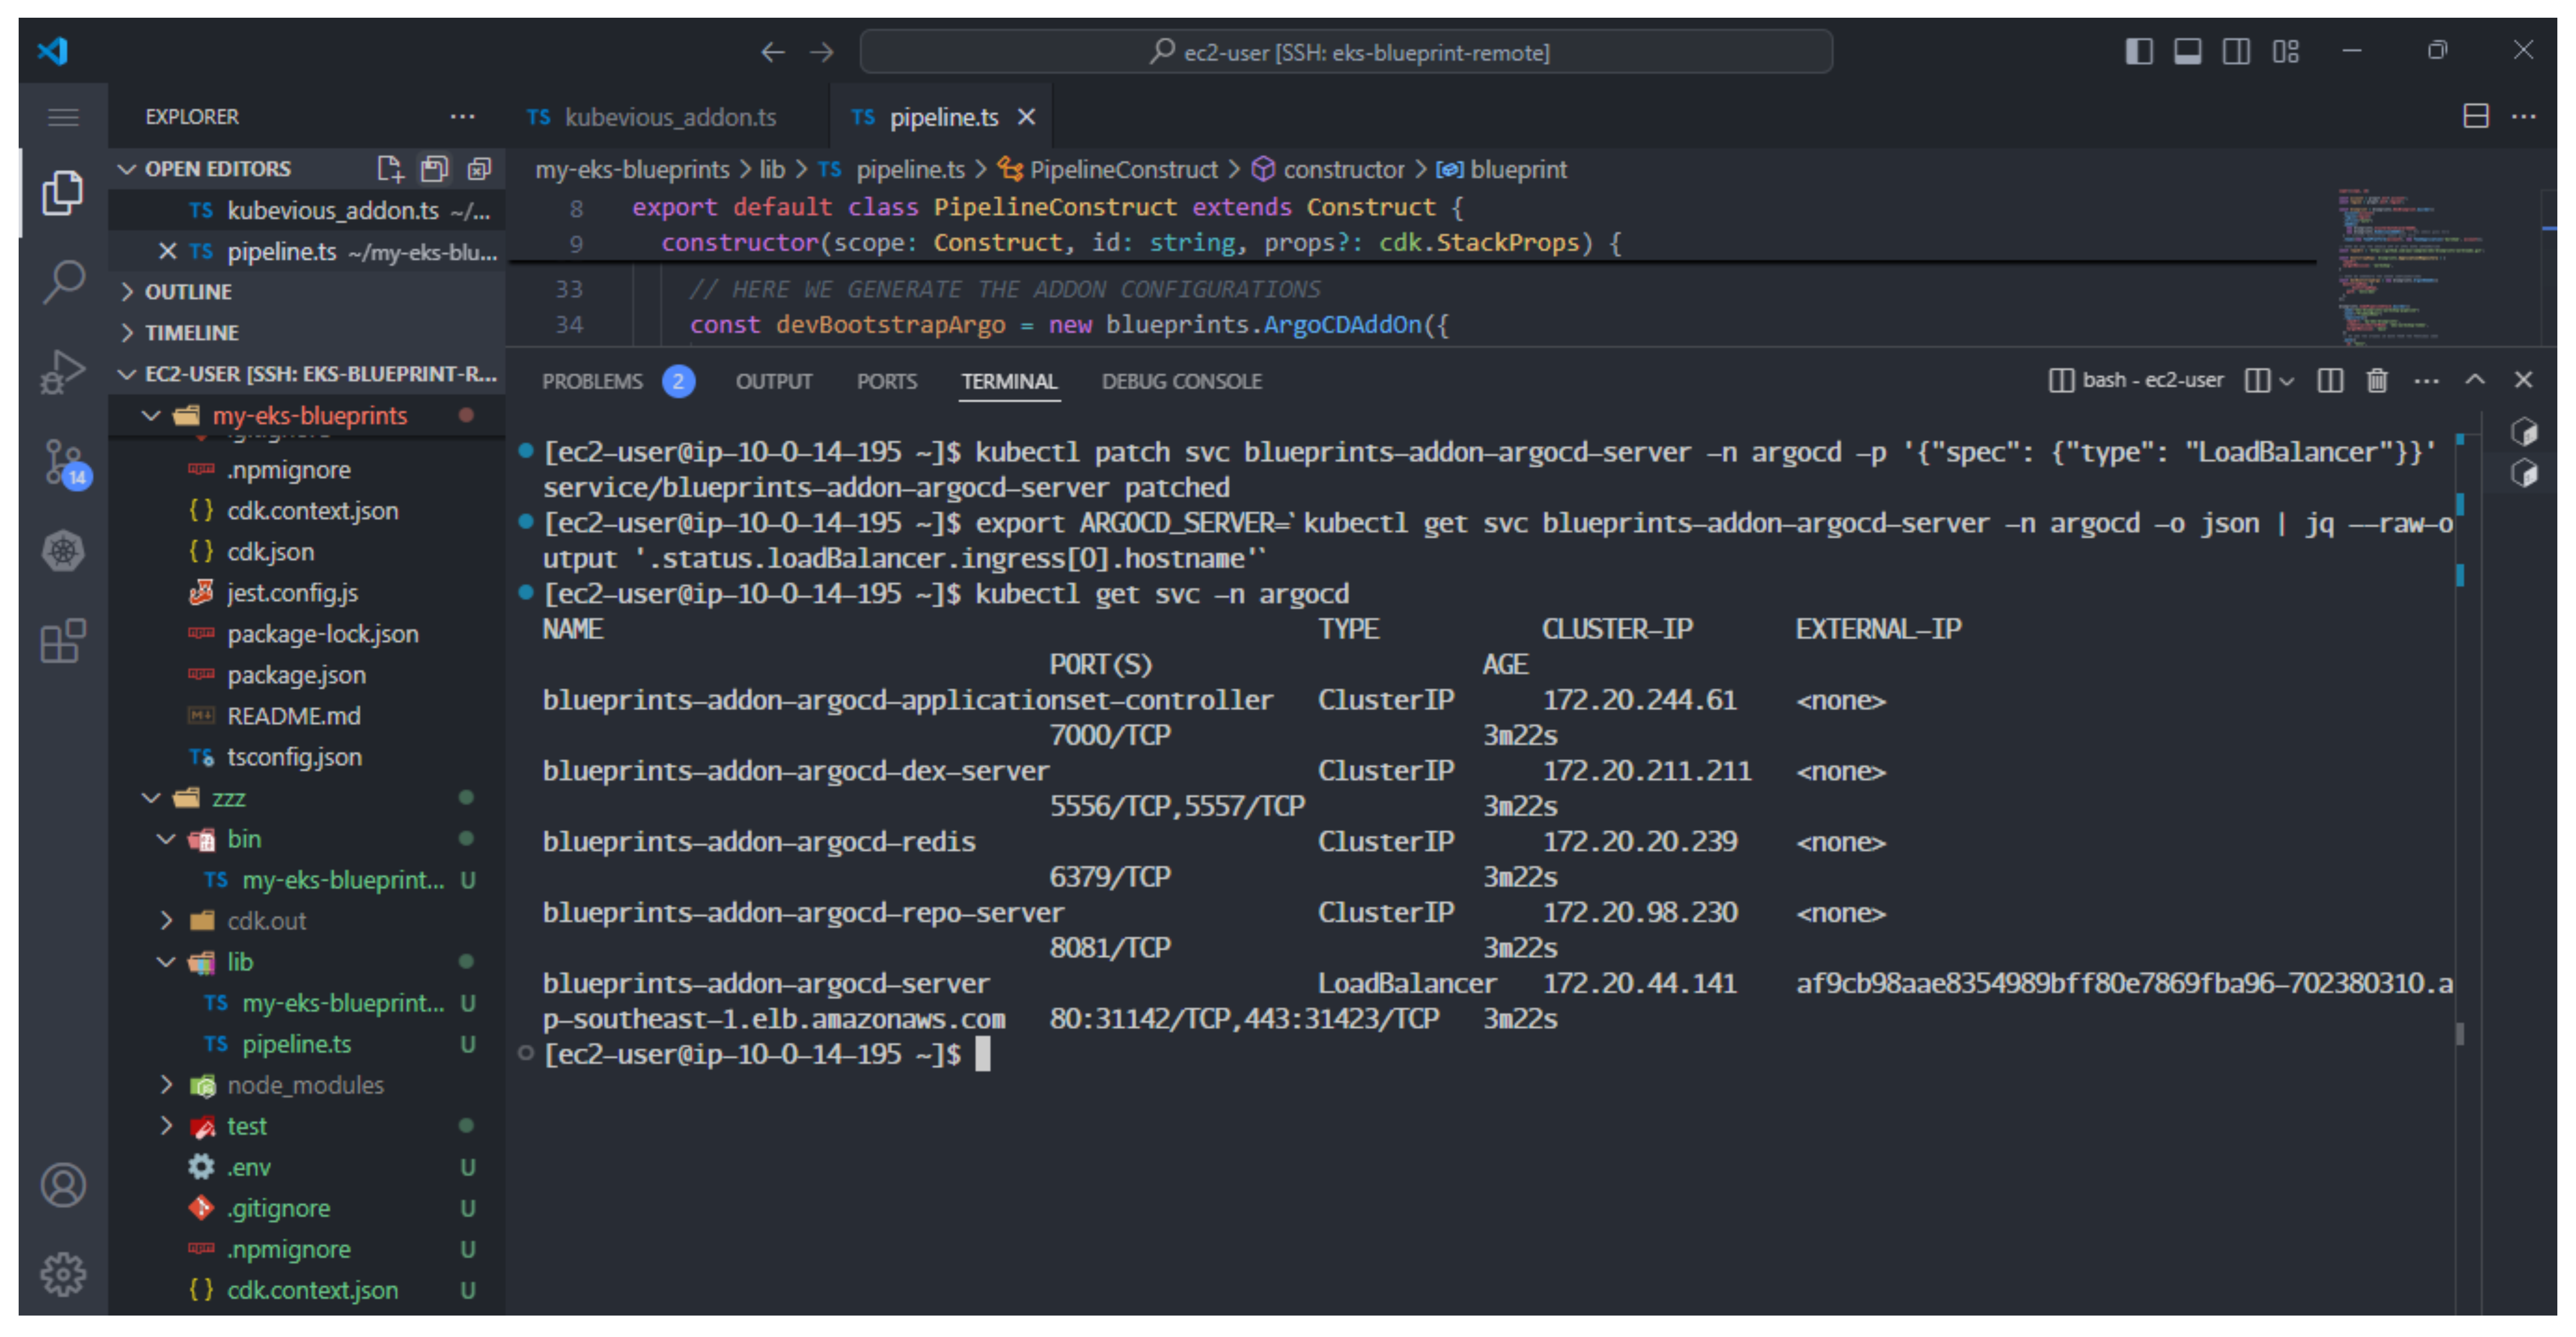 ec2-user [SSH: eks-blueprint-remote]
EXPLORER
OPEN EDITORS
TS kubevious_addon.ts ~/...
TS pipeline.ts ~/my-eks-blu...
OUTLINE
TIMELINE
EC2-USER [SSH: EKS-BLUEPRINT-R...
my-eks-blueprints
.npmignore
{} cdk.context.json
{} cdk.json
jest.config.js
package-lock.json
package.json
README.md
TS tsconfig.json
zzz
bin
TS my-eks-blueprint... U
cdk.out
lib
TS my-eks-blueprint... U
TS pipeline.ts U
node_modules
test
.env U
.gitignore U
.npmignore U
{} cdk.context.json U
14
TS kubevious_addon.ts
TS pipeline.ts
my-eks-blueprints > lib > TS pipeline.ts > PipelineConstruct > constructor > blueprint
8 export default class PipelineConstruct extends Construct {
9 constructor(scope: Construct, id: string, props?: cdk.StackProps) {
33 // HERE WE GENERATE THE ADDON CONFIGURATIONS
34 const devBootstrapArgo = new blueprints.ArgoCDAddOn({
PROBLEMS 2 OUTPUT PORTS TERMINAL DEBUG CONSOLE
bash - ec2-user
[ec2-user@ip-10-0-14-195 ~]$ kubectl patch svc blueprints-addon-argocd-server -n argocd -p '{"spec": {"type": "LoadBalancer"}}'
service/blueprints-addon-argocd-server patched
[ec2-user@ip-10-0-14-195 ~]$ export ARGOCD_SERVER=`kubectl get svc blueprints-addon-argocd-server -n argocd -o json | jq --raw-o
utput '.status.loadBalancer.ingress[0].hostname'`
[ec2-user@ip-10-0-14-195 ~]$ kubectl get svc -n argocd
NAME TYPE CLUSTER-IP EXTERNAL-IP
PORT(S) AGE
blueprints-addon-argocd-applicationset-controller ClusterIP 172.20.244.61 <none>
7000/TCP 3m22s
blueprints-addon-argocd-dex-server ClusterIP 172.20.211.211 <none>
5556/TCP,5557/TCP 3m22s
blueprints-addon-argocd-redis ClusterIP 172.20.20.239 <none>
6379/TCP 3m22s
blueprints-addon-argocd-repo-server ClusterIP 172.20.98.230 <none>
8081/TCP 3m22s
blueprints-addon-argocd-server LoadBalancer 172.20.44.141 af9cb98aae8354989bff80e7869fba96-702380310.a
p-southeast-1.elb.amazonaws.com 80:31142/TCP,443:31423/TCP 3m22s
[ec2-user@ip-10-0-14-195 ~]$